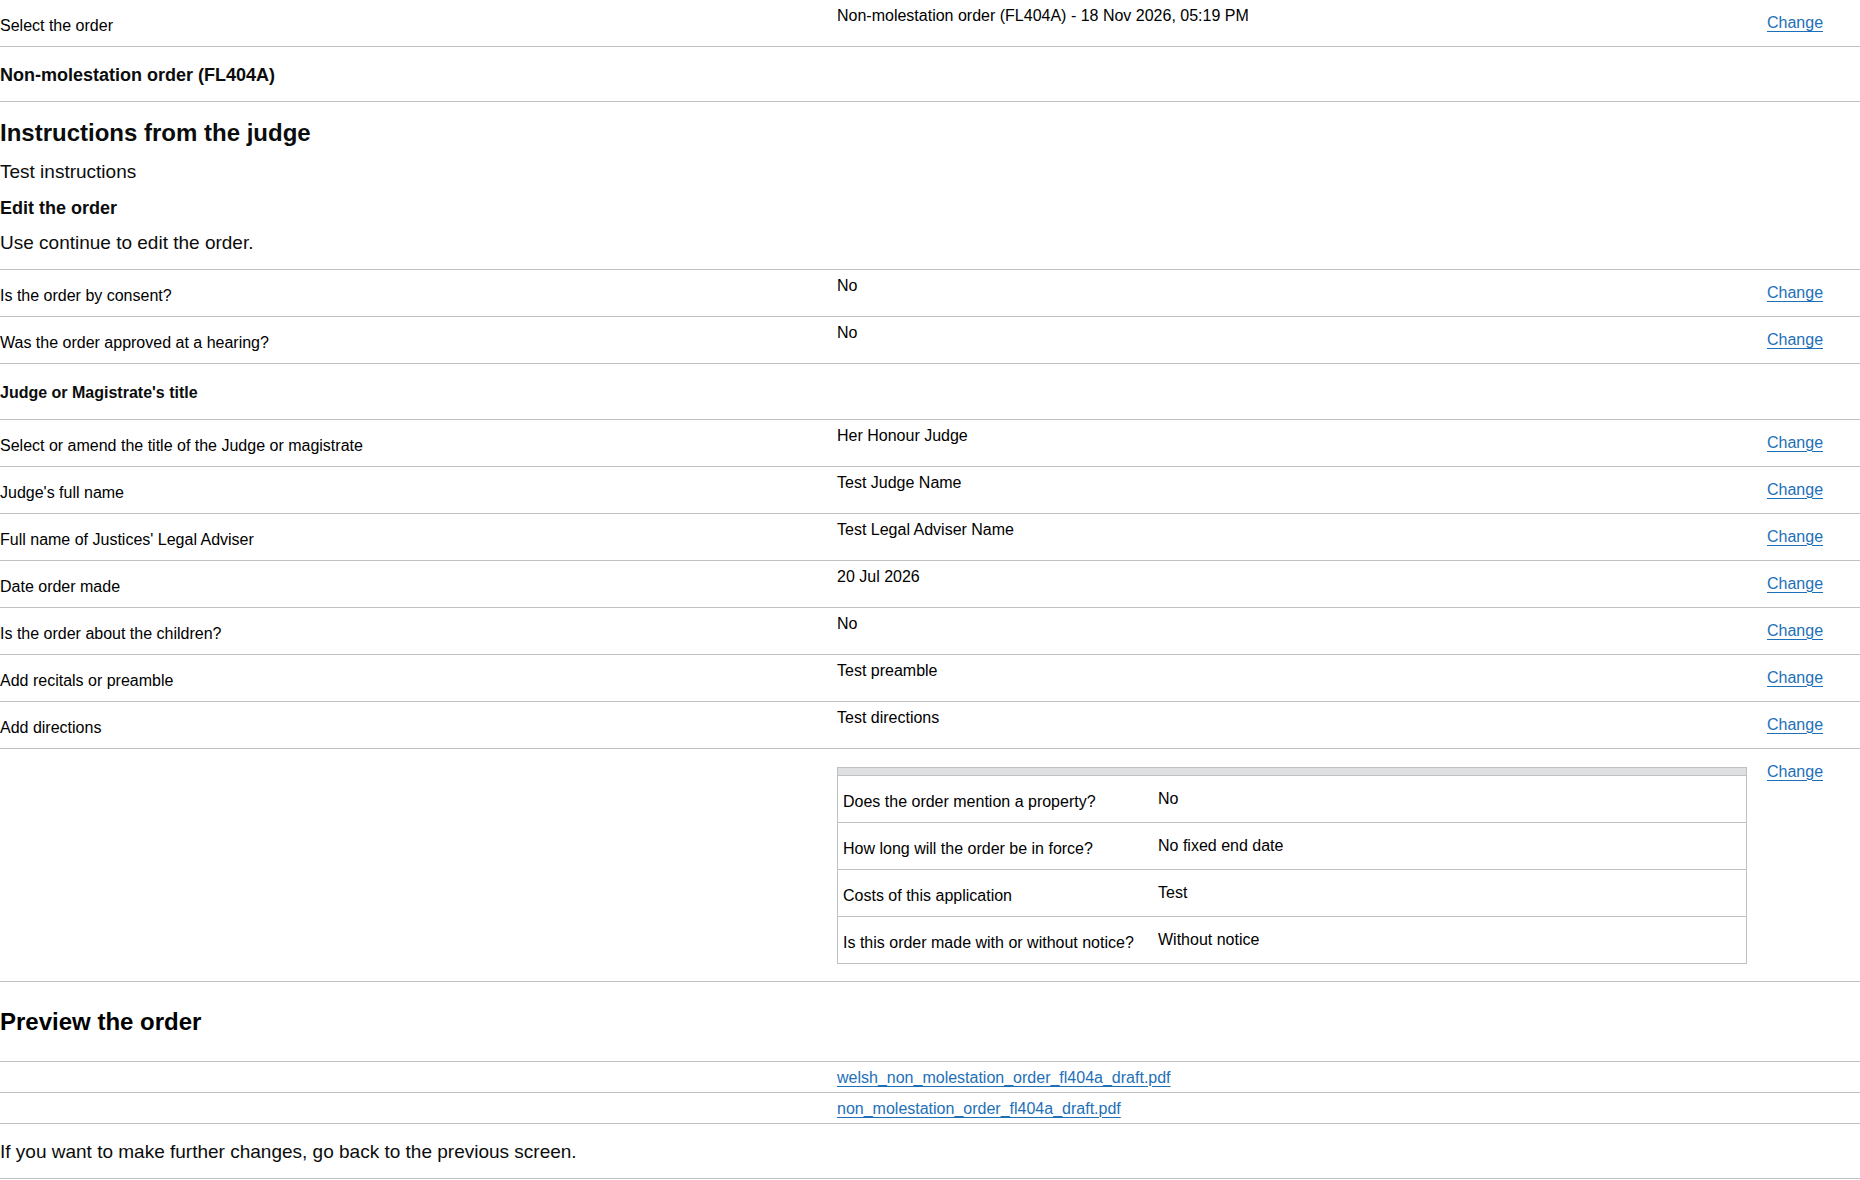 Select the order
Non-molestation order (FL404A) - 18 Nov 2026, 05:19 PM
Change
Non-molestation order (FL404A)
Instructions from the judge
Test instructions
Edit the order
Use continue to edit the order.
Is the order by consent?
No
Change
Was the order approved at a hearing?
No
Change
Judge or Magistrate's title
Select or amend the title of the Judge or magistrate
Her Honour Judge
Change
Judge's full name
Test Judge Name
Change
Full name of Justices' Legal Adviser
Test Legal Adviser Name
Change
Date order made
20 Jul 2026
Change
Is the order about the children?
No
Change
Add recitals or preamble
Test preamble
Change
Add directions
Test directions
Change
Change
Does the order mention a property?
No
How long will the order be in force?
No fixed end date
Costs of this application
Test
Is this order made with or without notice?
Without notice
Preview the order
welsh_non_molestation_order_fl404a_draft.pdf
non_molestation_order_fl404a_draft.pdf
If you want to make further changes, go back to the previous screen.